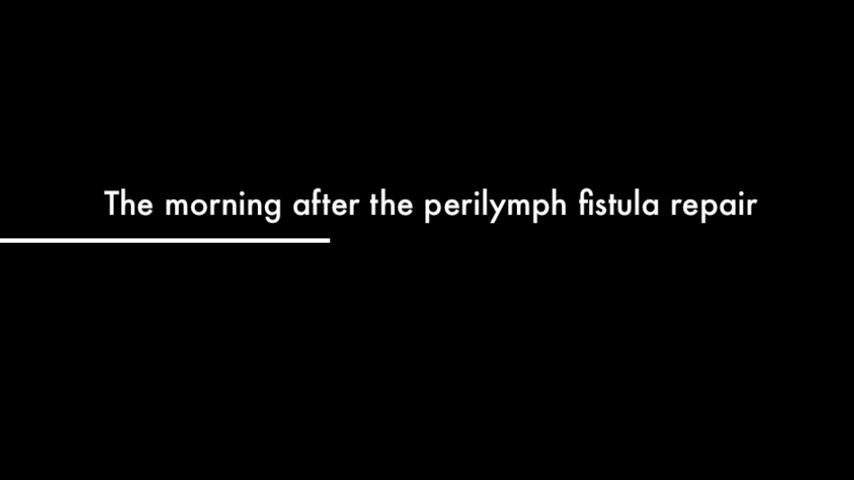 The morning after the perilymph fistula repair